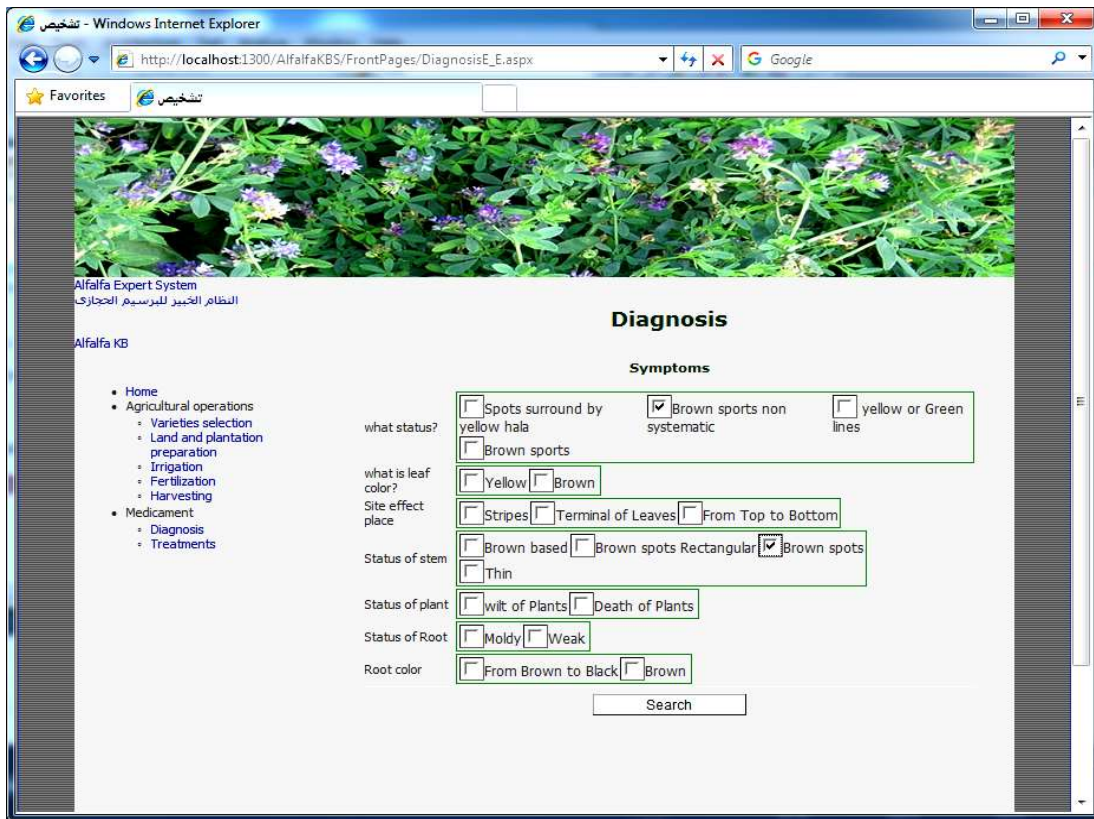 تشخيص - Windows Internet Explorer
http://localhost:1300/AlfalfaKBS/FrontPages/DiagnosisE_E.aspx
Google
Favorites
تشخيص
Alfalfa Expert System
النظام الخبير للبرسيم الحجازى
Alfalfa KB
Home
Agricultural operations
Varieties selection
Land and plantation
preparation
Irrigation
Fertilization
Harvesting
Medicament
Diagnosis
Treatments
Diagnosis
Symptoms
what status?
Spots surround by
yellow hala
Brown sports non
systematic
yellow or Green
lines
Brown sports
what is leaf
color?
Yellow Brown
Site effect
place
Stripes Terminal of Leaves From Top to Bottom
Status of stem
Brown based Brown spots Rectangular Brown spots
Thin
Status of plant wilt of Plants Death of Plants
Status of Root Moldy Weak
Root color From Brown to Black Brown
Search